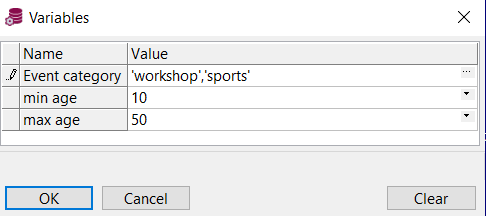 Variables
Name Value
Event category 'workshop','sports' ...
min age 10
max age 50
OK Cancel Clear